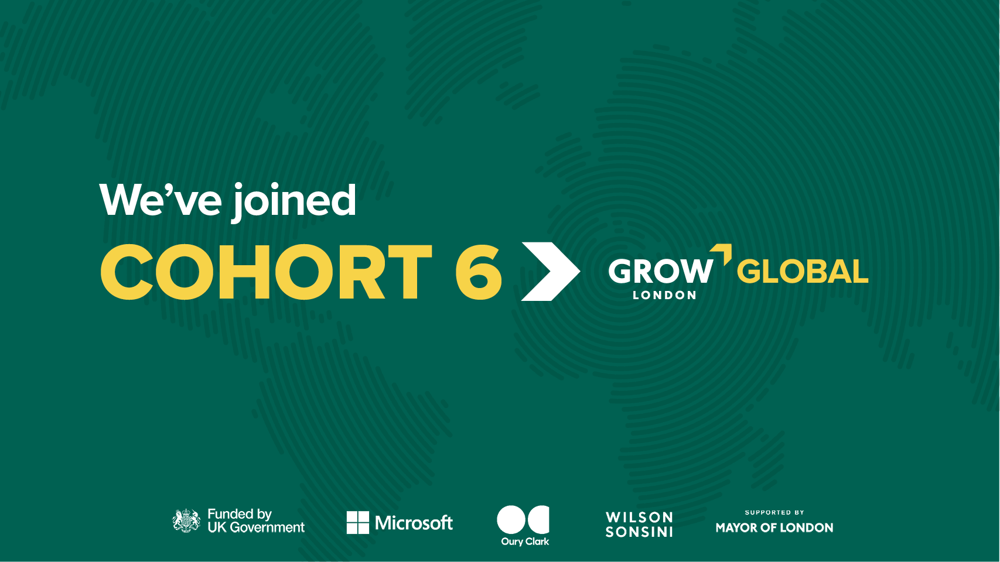 We’ve joined
COHORT 6
GROW GLOBAL
LONDON
Funded by
UK Government
Microsoft
Oury Clark
WILSON
SONSINI
SUPPORTED BY
MAYOR OF LONDON